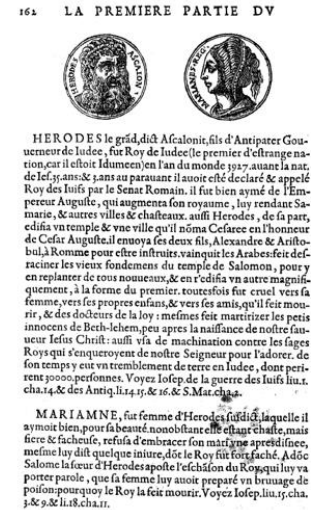 162 LA PREMIERE PARTIE DV
HERODES ASCALON.
MARIAMNES·REG·
HERODES le grãd, dict Ascalonit, fils d'Antipater Gou-
uerneur de Iudee, fut Roy de Iudee (le premier d'estrange na-
tion, car il estoit Idumeen) en l'an du monde 3927. auant la nat.
de Ies. 35. ans: & 3. ans au parauant il auoit esté declaré & appelé
Roy des Iuifs par le Senat Romain. il fut bien aymé de l'Em-
pereur Auguste, qui augmenta son royaume, luy rendant Sa-
marie, & autres villes & chasteaux. aussi Herodes, de sa part,
edifia vn temple & vne ville qu'il nõma Cesaree en l'honneur
de Cesar Auguste. il enuoya ses deux fils, Alexandre & Aristo-
bul, à Romme pour estre instruits. vainquit les Arabes: feit des-
raciner les vieux fondemens du temple de Salomon, pour y
en replanter de tous nouueaux, & en r'edifia vn autre magnifi-
quement, à la forme du premier. toutesfois fut cruel vers sa
femme, vers ses propres enfans, & vers ses amis, qu'il feit mou-
rir, & des docteurs de la loy: mesmes feit martirizer les petis
innocens de Beth-lehem, peu apres la naissance de nostre sau-
ueur Iesus Christ: aussi vsa de machination contre les sages
Roys qui s'enqueroyent de nostre Seigneur pour l'adorer. de
son temps y eut vn tremblement de terre en Iudee, dont peri-
rent 30000. personnes. Voyez Iosep. de la guerre des Iuifs liu. 1.
cha. 14. & des Antiq. li. 14. 15. & 16. & S. Mat. cha. 2.
MARIAMNE, fut femme d'Herodes susdict, laquelle il
aymoit bien, pour sa beauté. nonobstant elle estant chaste, mais
fiere & facheuse, refusa d'embracer son mari vne apresdisnee,
mesme luy dist quelque iniure, dõt le Roy fut fort faché. Adõc
Salome la sœur d'Herodes aposte l'eschãson du Roy, qui luy va
porter parole, que sa femme luy auoit preparé vn bruuage de
poison: pourquoy le Roy la feit mourir. Voyez Iosep. liu. 15. cha.
3. & 9. & li. 18. cha. 11.